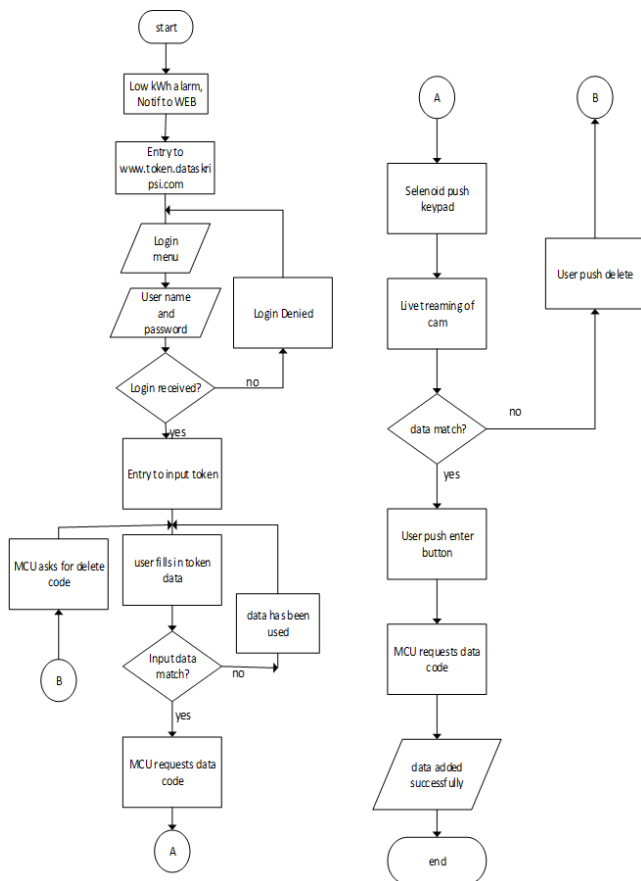 start
Low kWh alarm,
Notif to WEB
Entry to
www.token.dataskri
psi.com
Login
menu
User name
and
password
Login Denied
Login received?
no
yes
Entry to input token
MCU asks for delete
code
user fills in token
data
data has been
used
B
Input data
match?
no
yes
MCU requests data
code
A
A
Selenoid push
keypad
Live treaming of
cam
data match?
no
yes
User push delete
B
User push enter
button
MCU requests data
code
data added
successfully
end